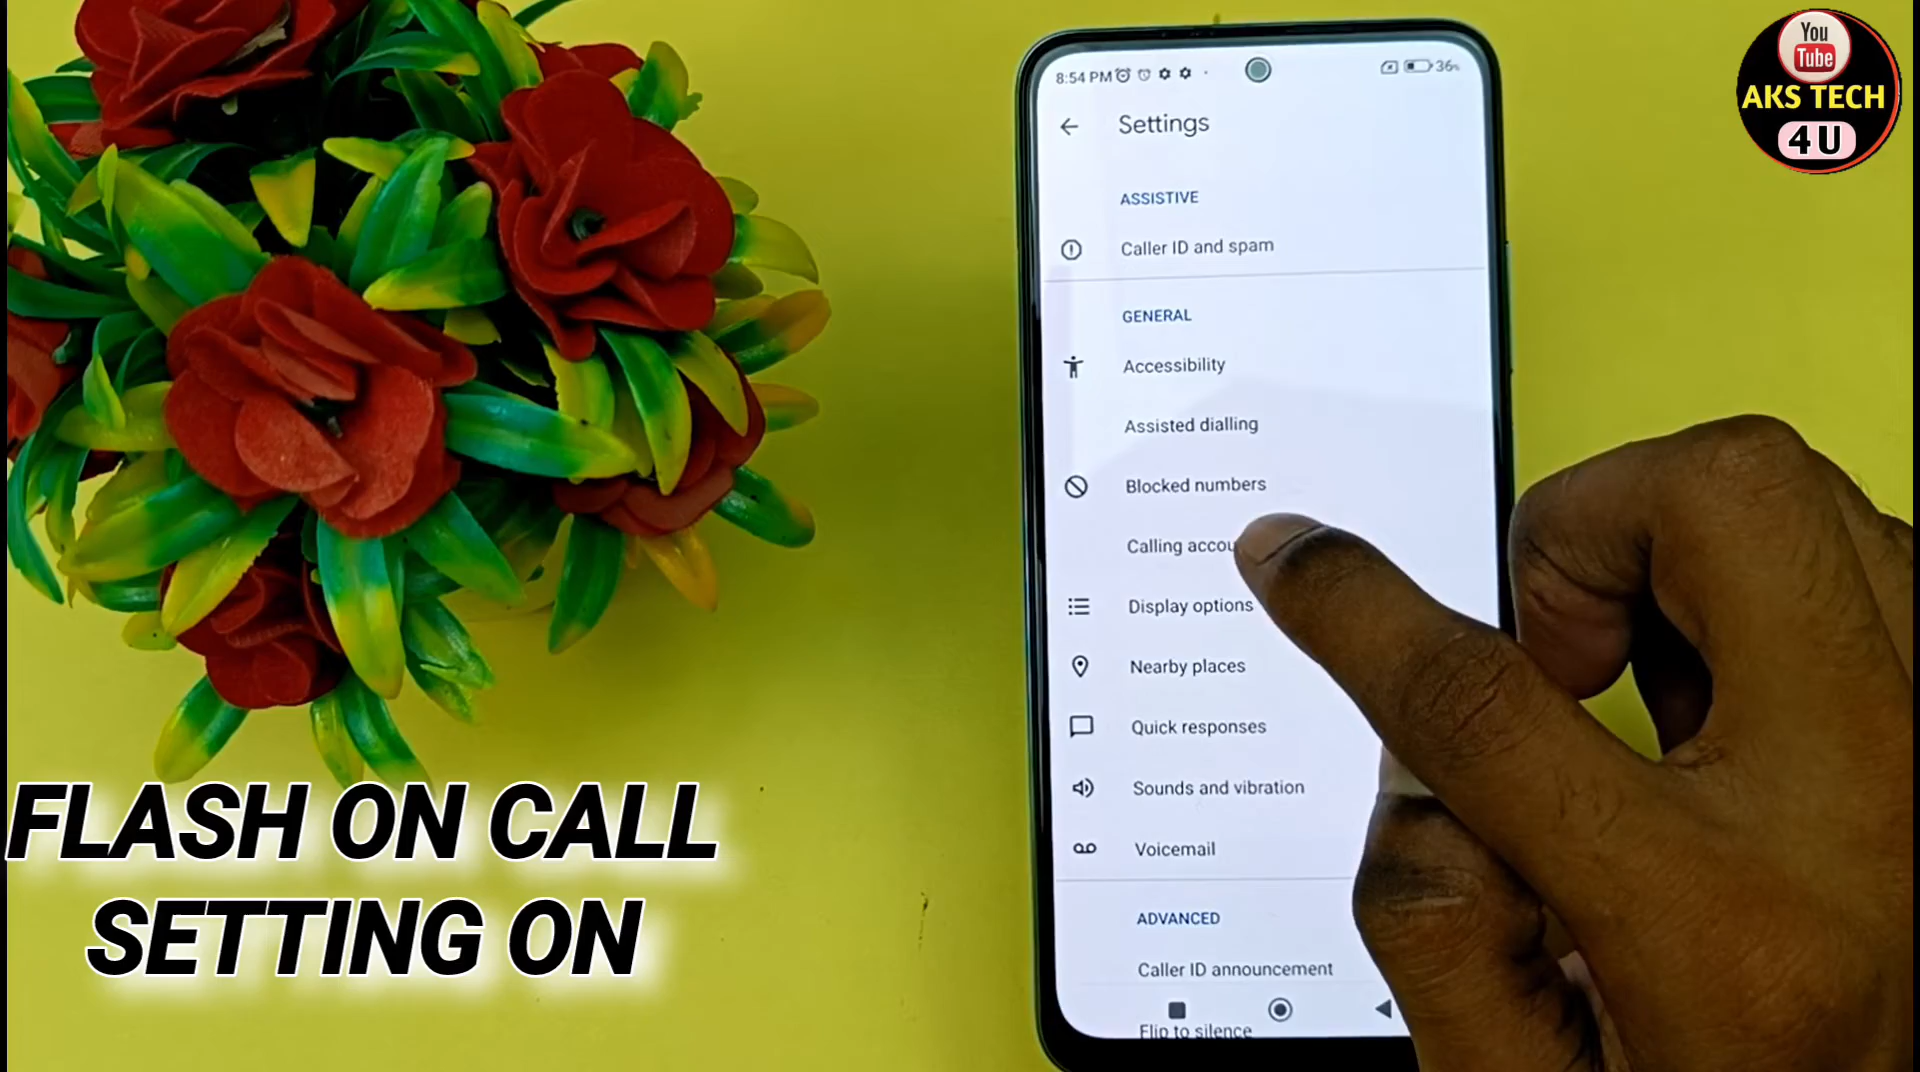 8:54 PM
36%
Settings
ASSISTIVE
Caller ID and spam
GENERAL
Accessibility
Assisted dialling
Blocked numbers
Calling accou
Display options
Nearby places
Quick responses
Sounds and vibration
Voicemail
ADVANCED
Caller ID announcement
Flip to silence
You
Tube
AKS TECH
4 U
FLASH ON CALL
SETTING ON